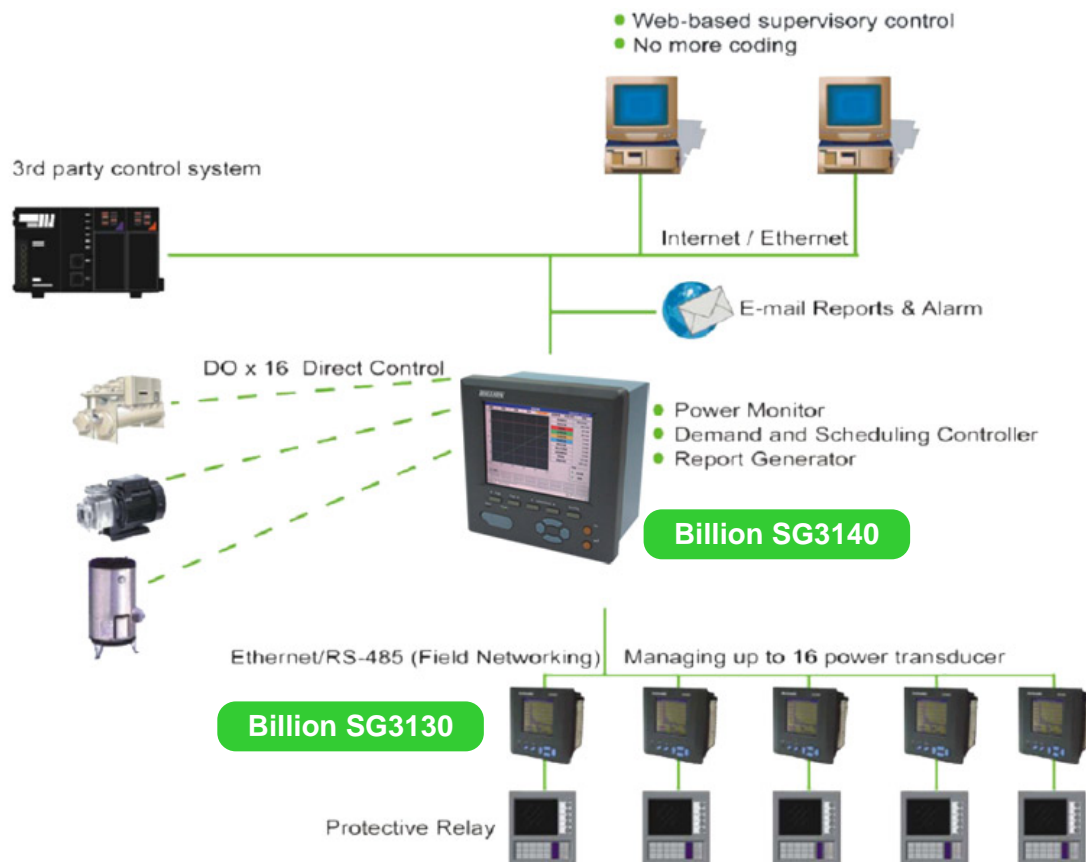 Web-based supervisory control
No more coding
3rd party control system
Internet / Ethernet
E-mail Reports & Alarm
DO x 16 Direct Control
Power Monitor
Demand and Scheduling Controller
Report Generator
Billion SG3140
Ethernet/RS-485 (Field Networking)
Managing up to 16 power transducer
Billion SG3130
Protective Relay